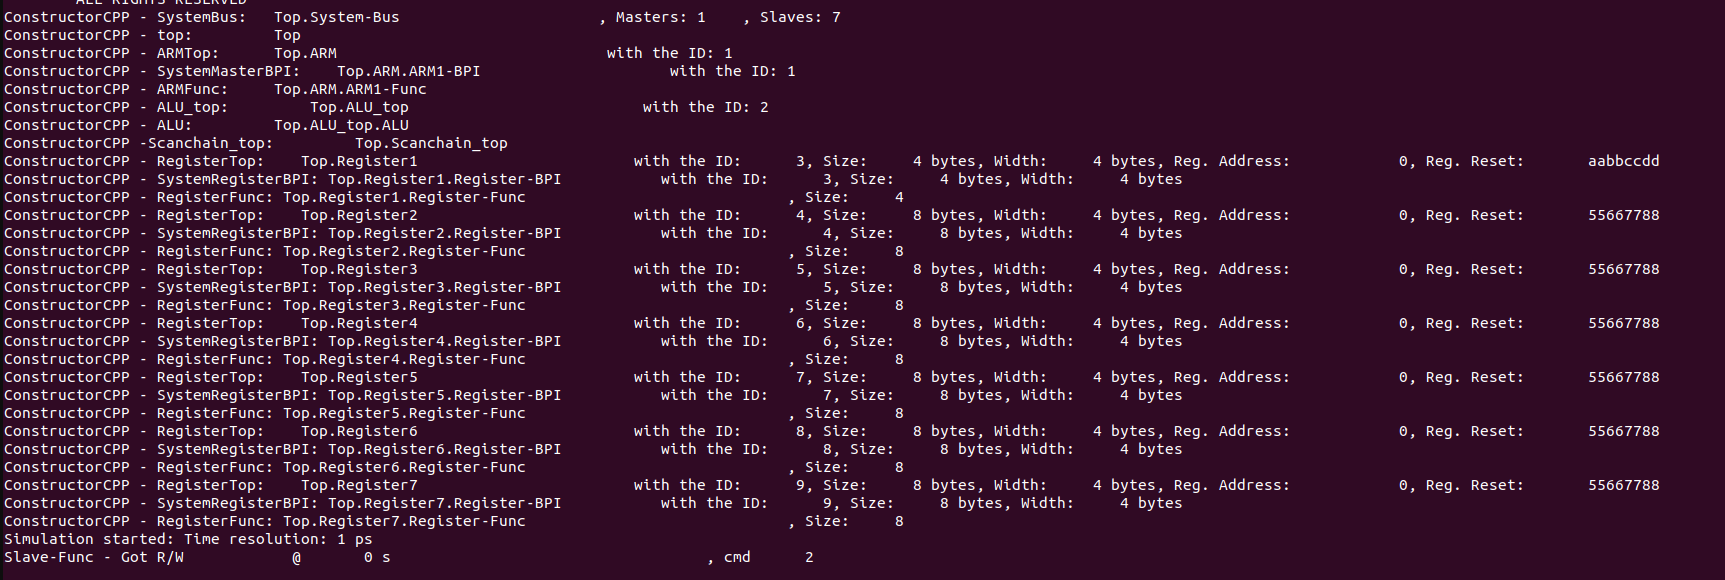 ALL RIGHTS RESERVED
ConstructorCPP - SystemBus:   Top.System-Bus                      , Masters: 1    , Slaves: 7
ConstructorCPP - top:         Top
ConstructorCPP - ARMTop:      Top.ARM                              with the ID: 1
ConstructorCPP - SystemMasterBPI:    Top.ARM.ARM1-BPI                     with the ID: 1
ConstructorCPP - ARMFunc:     Top.ARM.ARM1-Func
ConstructorCPP - ALU_top:         Top.ALU_top                          with the ID: 2
ConstructorCPP - ALU:         Top.ALU_top.ALU
ConstructorCPP -Scanchain_top:         Top.Scanchain_top
ConstructorCPP - RegisterTop:    Top.Register1                        with the ID:      3, Size:     4 bytes, Width:     4 bytes, Reg. Address:            0, Reg. Reset:       aabbccdd
ConstructorCPP - SystemRegisterBPI: Top.Register1.Register-BPI           with the ID:      3, Size:     4 bytes, Width:     4 bytes
ConstructorCPP - RegisterFunc: Top.Register1.Register-Func                             , Size:     4
ConstructorCPP - RegisterTop:    Top.Register2                        with the ID:      4, Size:     8 bytes, Width:     4 bytes, Reg. Address:            0, Reg. Reset:       55667788
ConstructorCPP - SystemRegisterBPI: Top.Register2.Register-BPI           with the ID:      4, Size:     8 bytes, Width:     4 bytes
ConstructorCPP - RegisterFunc: Top.Register2.Register-Func                             , Size:     8
ConstructorCPP - RegisterTop:    Top.Register3                        with the ID:      5, Size:     8 bytes, Width:     4 bytes, Reg. Address:            0, Reg. Reset:       55667788
ConstructorCPP - SystemRegisterBPI: Top.Register3.Register-BPI           with the ID:      5, Size:     8 bytes, Width:     4 bytes
ConstructorCPP - RegisterFunc: Top.Register3.Register-Func                             , Size:     8
ConstructorCPP - RegisterTop:    Top.Register4                        with the ID:      6, Size:     8 bytes, Width:     4 bytes, Reg. Address:            0, Reg. Reset:       55667788
ConstructorCPP - SystemRegisterBPI: Top.Register4.Register-BPI           with the ID:      6, Size:     8 bytes, Width:     4 bytes
ConstructorCPP - RegisterFunc: Top.Register4.Register-Func                             , Size:     8
ConstructorCPP - RegisterTop:    Top.Register5                        with the ID:      7, Size:     8 bytes, Width:     4 bytes, Reg. Address:            0, Reg. Reset:       55667788
ConstructorCPP - SystemRegisterBPI: Top.Register5.Register-BPI           with the ID:      7, Size:     8 bytes, Width:     4 bytes
ConstructorCPP - RegisterFunc: Top.Register5.Register-Func                             , Size:     8
ConstructorCPP - RegisterTop:    Top.Register6                        with the ID:      8, Size:     8 bytes, Width:     4 bytes, Reg. Address:            0, Reg. Reset:       55667788
ConstructorCPP - SystemRegisterBPI: Top.Register6.Register-BPI           with the ID:      8, Size:     8 bytes, Width:     4 bytes
ConstructorCPP - RegisterFunc: Top.Register6.Register-Func                             , Size:     8
ConstructorCPP - RegisterTop:    Top.Register7                        with the ID:      9, Size:     8 bytes, Width:     4 bytes, Reg. Address:            0, Reg. Reset:       55667788
ConstructorCPP - SystemRegisterBPI: Top.Register7.Register-BPI           with the ID:      9, Size:     8 bytes, Width:     4 bytes
ConstructorCPP - RegisterFunc: Top.Register7.Register-Func                             , Size:     8
Simulation started: Time resolution: 1 ps
Slave-Func - Got R/W            @       0 s                                   , cmd      2